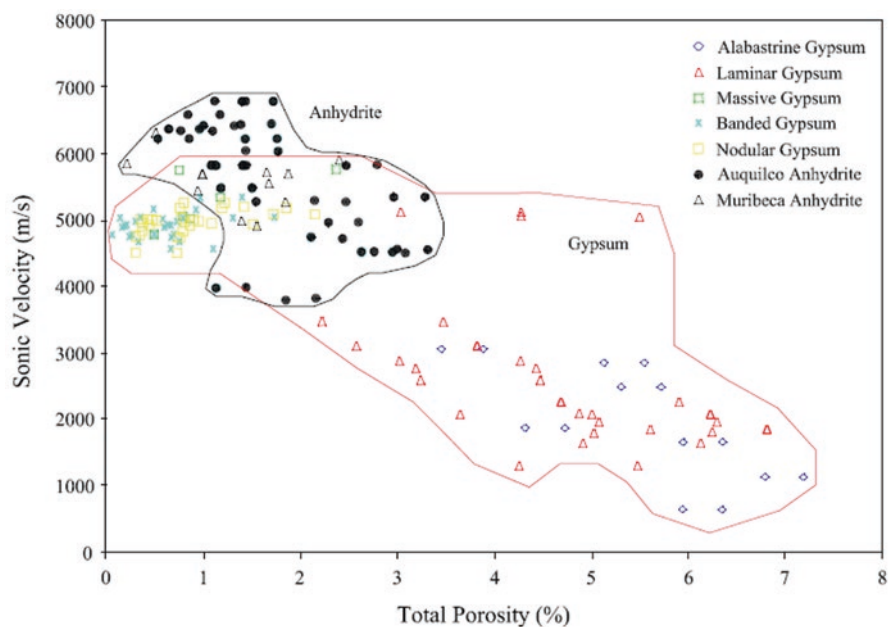 8000
7000
6000
5000
4000
3000
2000
1000
0
Sonic Velocity (m/s)
Anhydrite
Gypsum
Alabastrine Gypsum
Laminar Gypsum
Massive Gypsum
Banded Gypsum
Nodular Gypsum
Auquilco Anhydrite
Muribeca Anhydrite
0 1 2 3 4 5 6 7 8
Total Porosity (%)